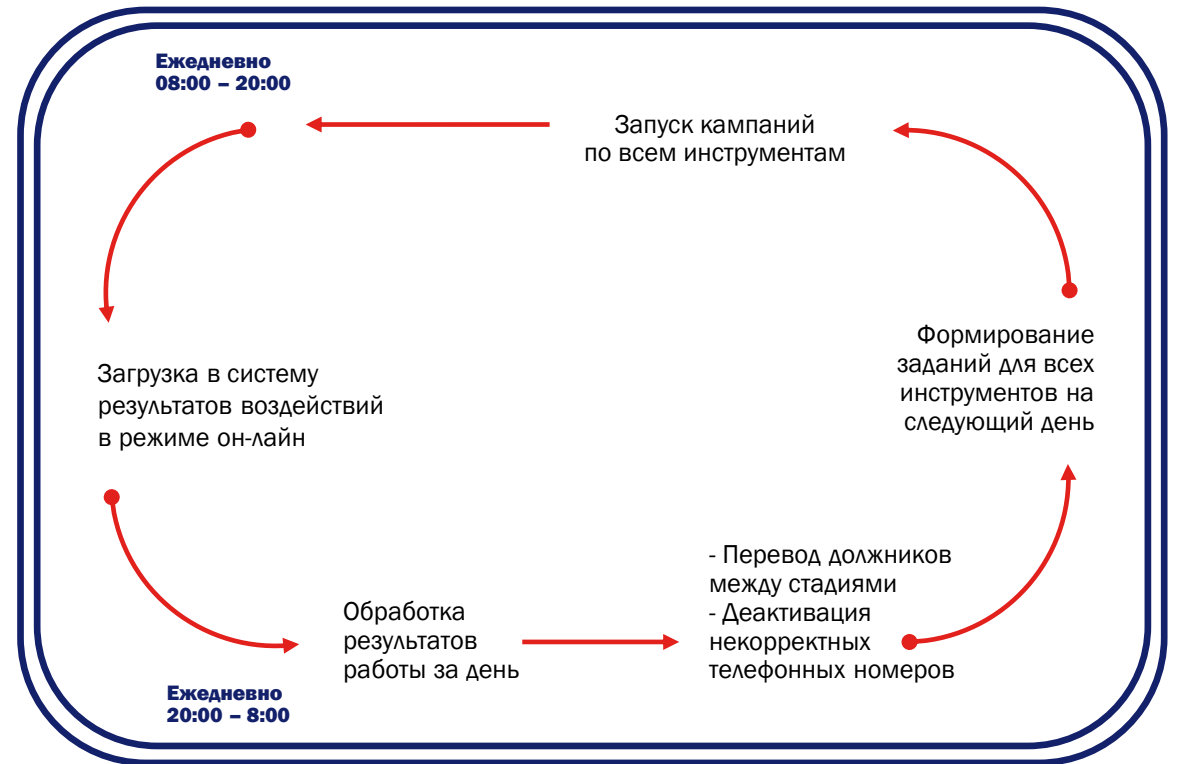 Ежедневно
08:00 – 20:00
Запуск кампаний
по всем инструментам
Загрузка в систему
результатов воздействий
в режиме он-лайн
Формирование
заданий для всех
инструментов на
следующий день
Обработка
результатов
работы за день
- Перевод должников
между стадиями
- Деактивация
некорректных
телефонных номеров
Ежедневно
20:00 – 8:00